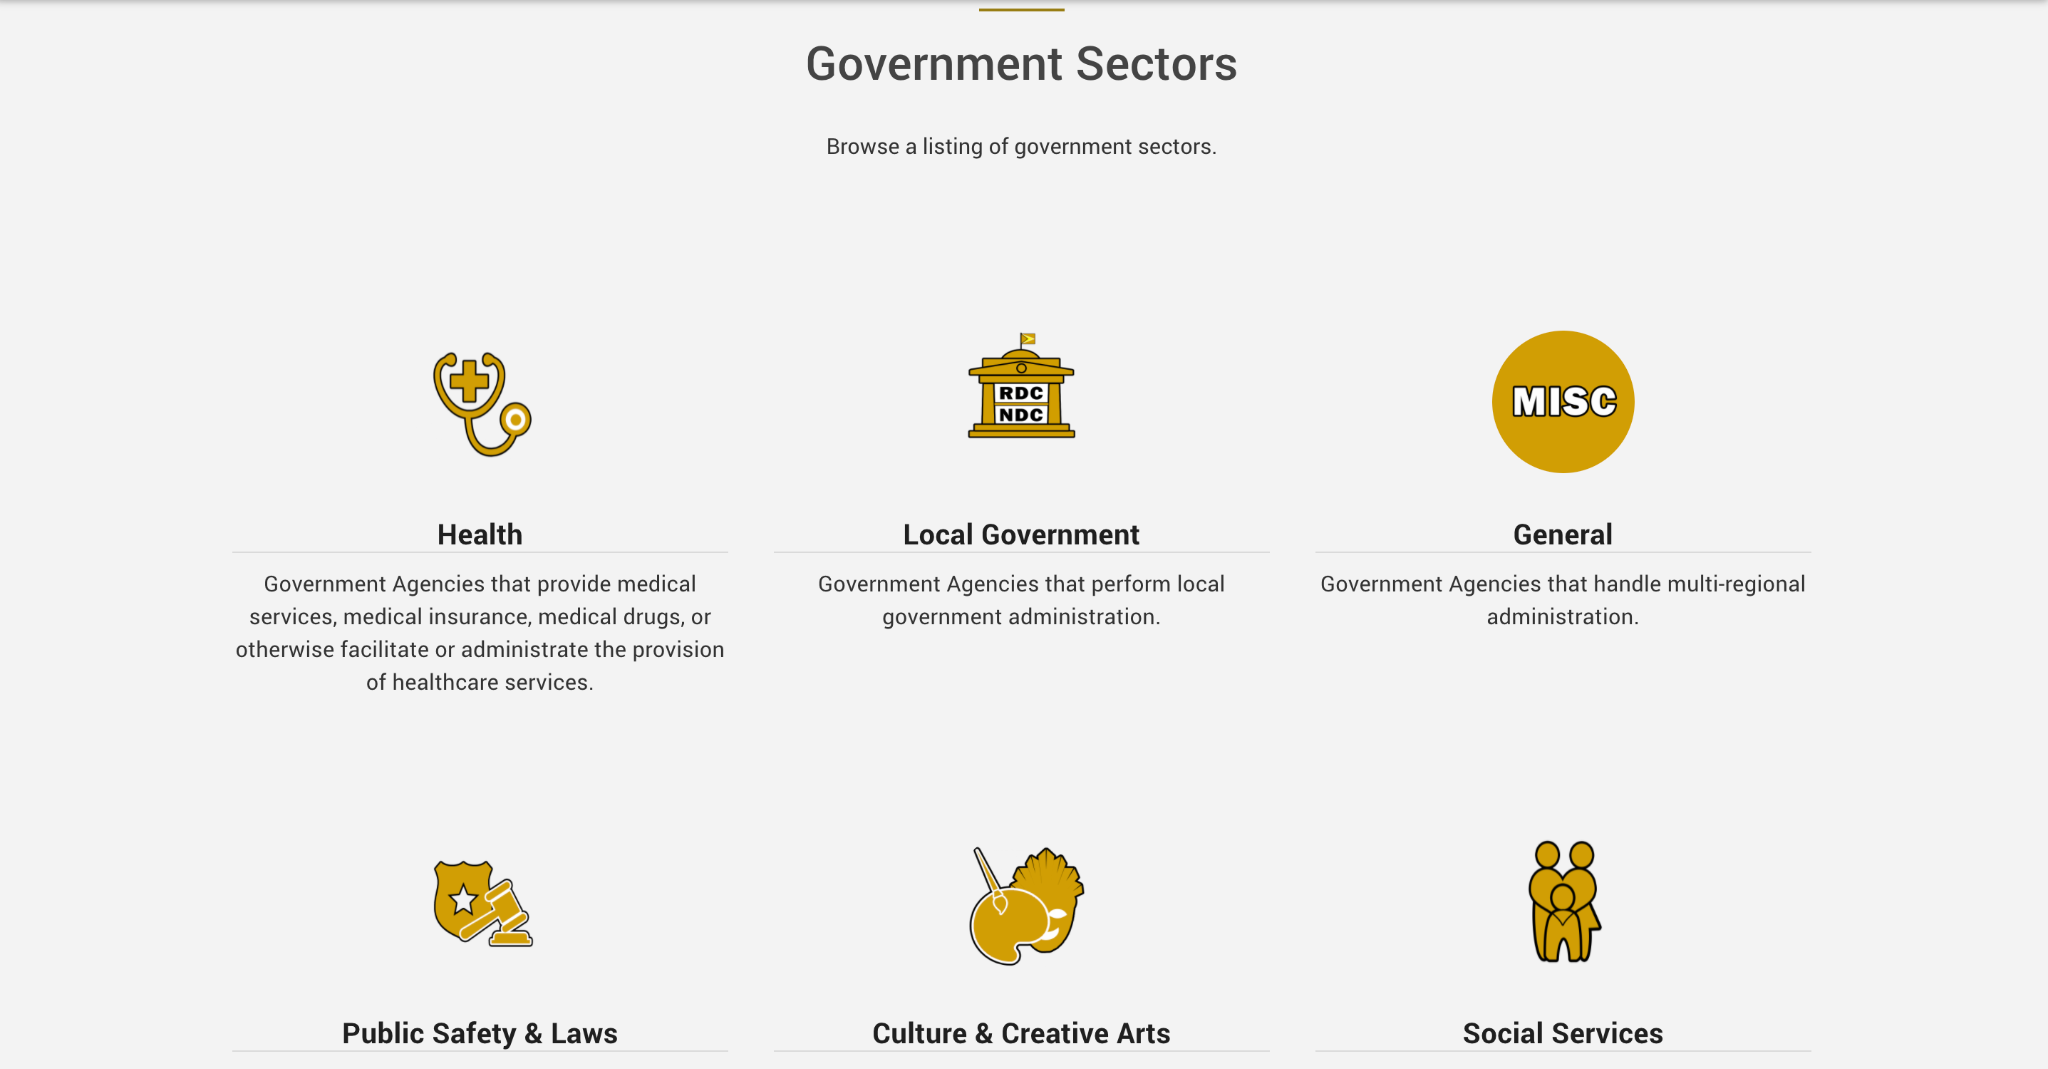 Government Sectors
Browse a listing of government sectors.
RDC
NDC
MISC
Health
Government Agencies that provide medical
services, medical insurance, medical drugs, or
otherwise facilitate or administrate the provision
of healthcare services.
Local Government
Government Agencies that perform local
government administration.
General
Government Agencies that handle multi-regional
administration.
Public Safety & Laws
Culture & Creative Arts
Social Services